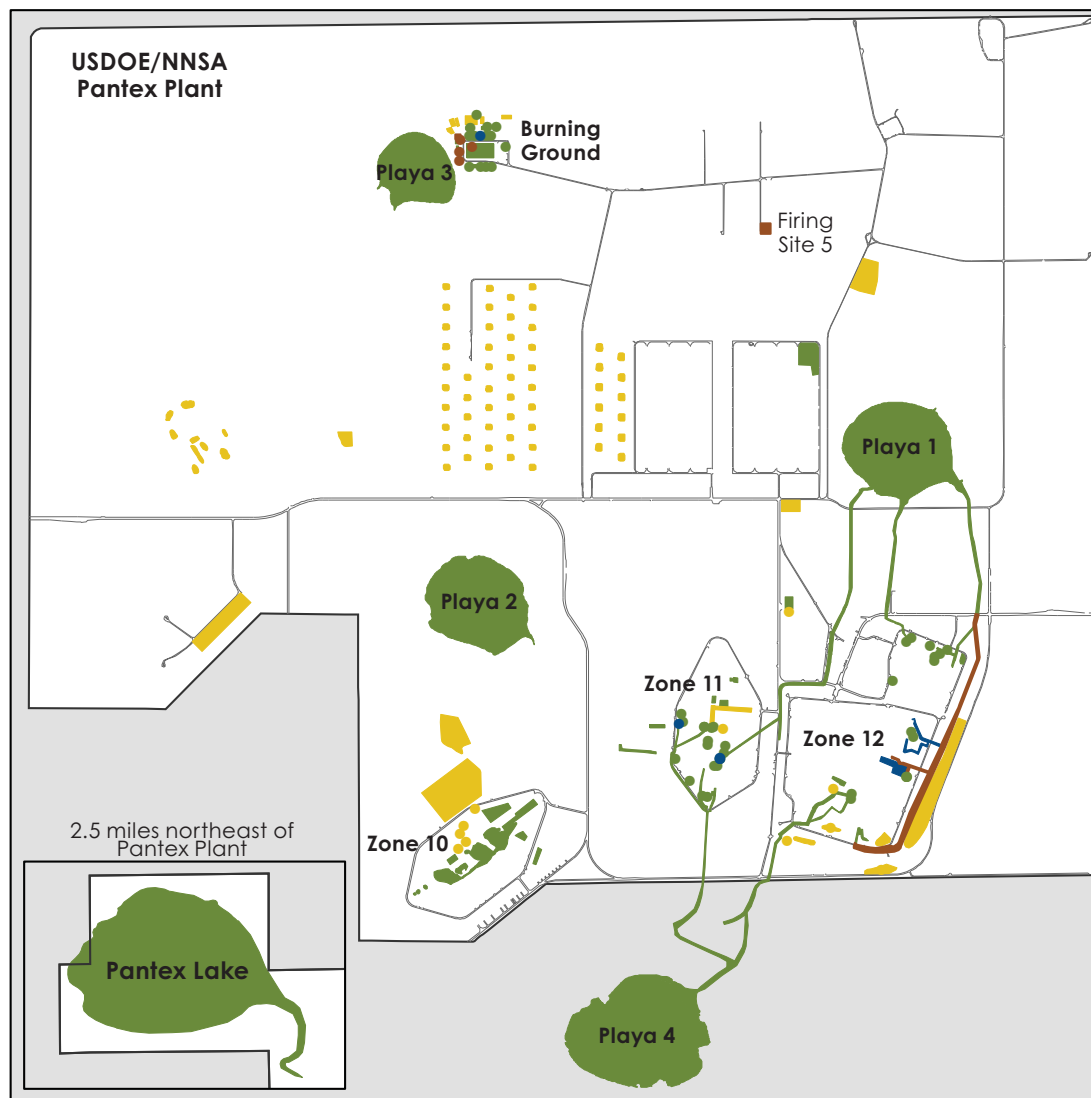 USDOE/NNSA
Pantex Plant
Burning
Ground
Playa 3
Firing
Site 5
Playa 1
Playa 2
Zone 11
Zone 12
Zone 10
2.5 miles northeast of
Pantex Plant
Pantex Lake
Playa 4